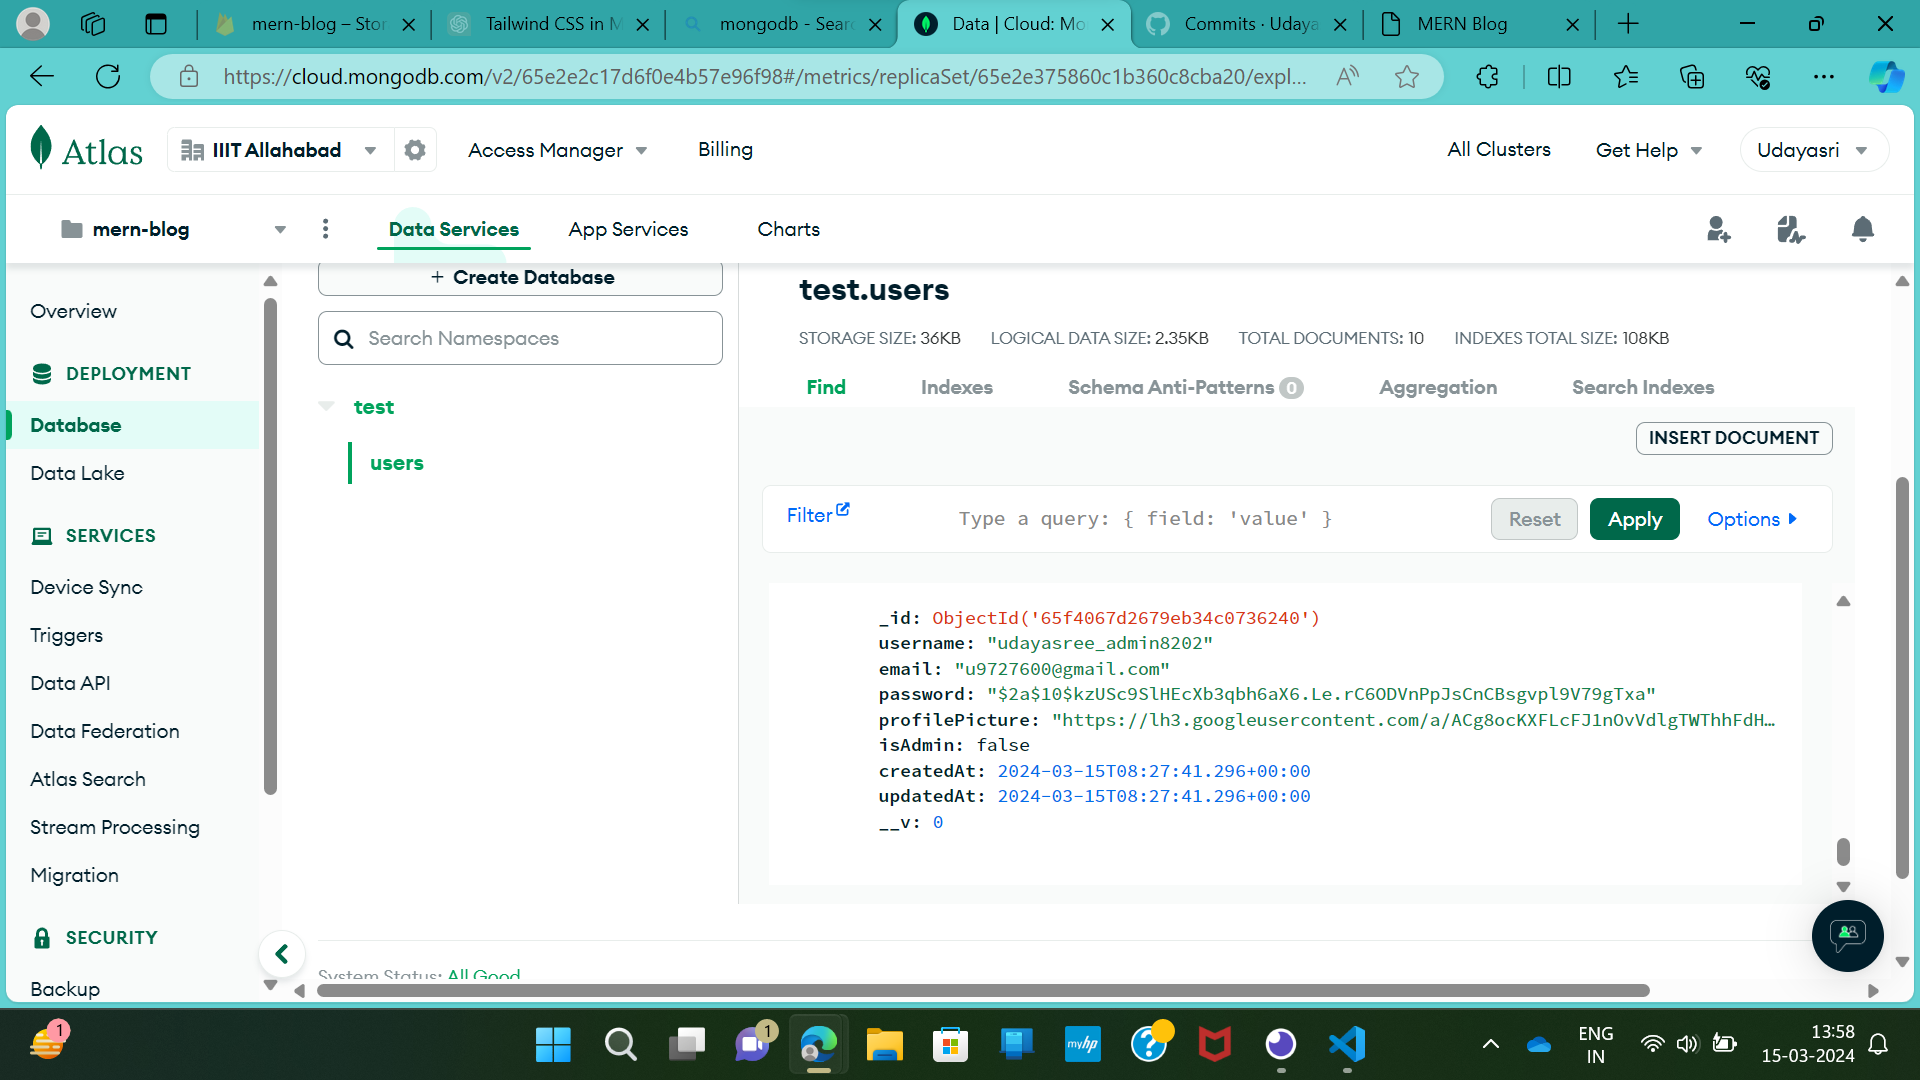 mern-blog – Stor
Tailwind CSS in M
mongodb - Sear
Data | Cloud: Mo
Commits · Udaya
MERN Blog
https://cloud.mongodb.com/v2/65e2e2c17d6f0e4b57e96f98#/metrics/replicaSet/65e2e375860c1b360c8cba20/expl...
Atlas
IIIT Allahabad
Access Manager
Billing
All Clusters
Get Help
Udayasri
mern-blog
Data Services
App Services
Charts
Overview
DEPLOYMENT
Database
Data Lake
SERVICES
Device Sync
Triggers
Data API
Data Federation
Atlas Search
Stream Processing
Migration
SECURITY
Backup
+ Create Database
Search Namespaces
test
users
test.users
STORAGE SIZE: 36KB LOGICAL DATA SIZE: 2.35KB TOTAL DOCUMENTS: 10 INDEXES TOTAL SIZE: 108KB
Find Indexes Schema Anti-Patterns 0 Aggregation Search Indexes
INSERT DOCUMENT
Filter Type a query: { field: 'value' } Reset Apply Options
_id: ObjectId('65f4067d2679eb34c0736240')
username: "udayasree_admin8202"
email: "u9727600@gmail.com"
password: "$2a$10$kzUSc9SlHEcXb3qbh6aX6.Le.rC6ODVnPpJsCnCBsgvpl9V79gTxa"
profilePicture: "https://lh3.googleusercontent.com/a/ACg8ocKXFLcFJ1nOvVdlgTWThhFdH…
isAdmin: false
createdAt: 2024-03-15T08:27:41.296+00:00
updatedAt: 2024-03-15T08:27:41.296+00:00
__v: 0
System Status: All Good
1
1
myhp
ENG
IN
13:58
15-03-2024